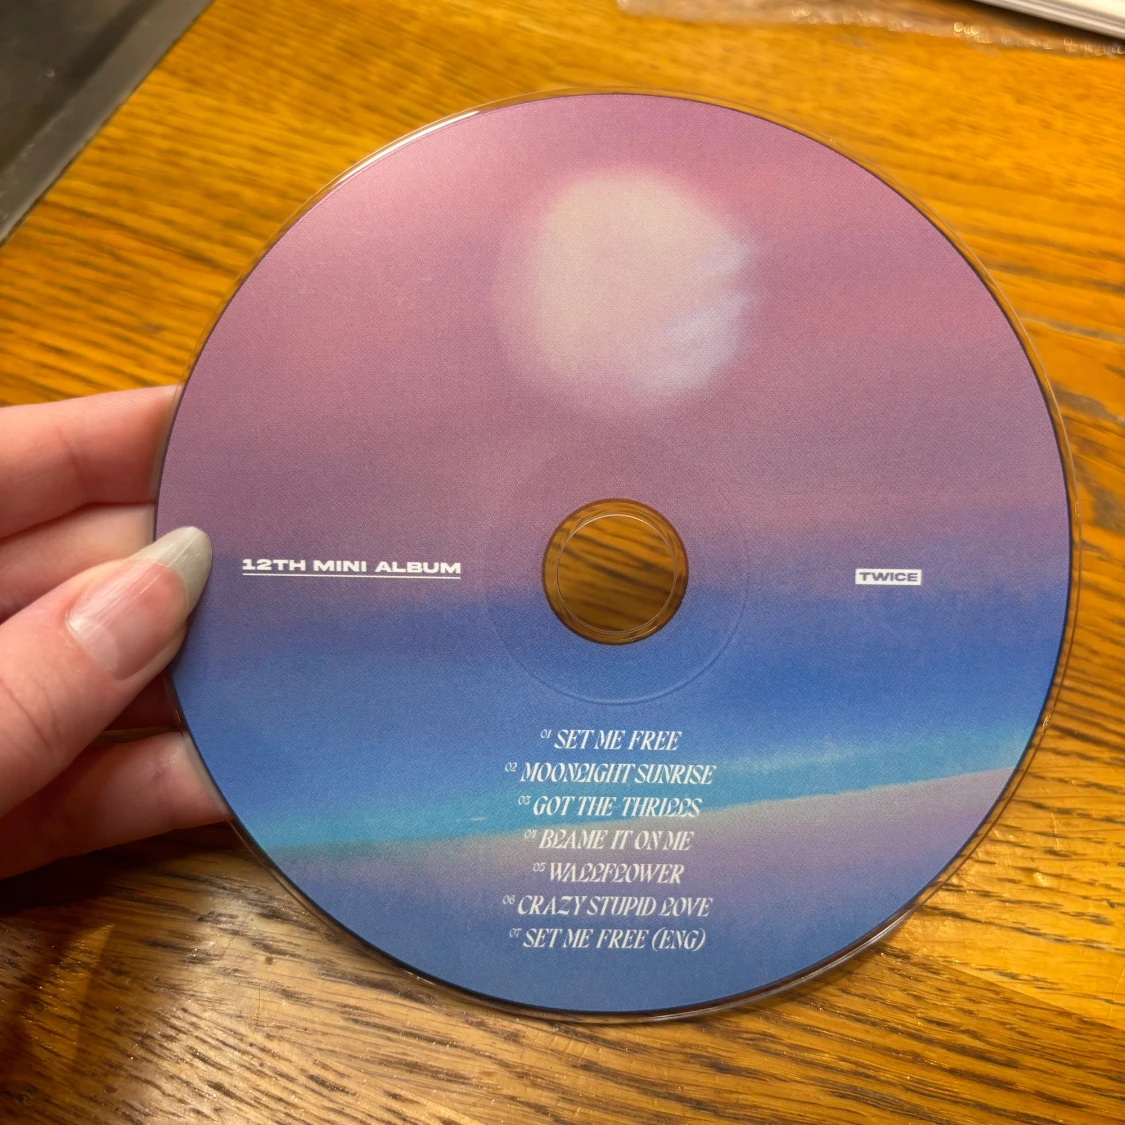 12TH MINI ALBUM
TWICE
01 SET ME FREE
02 MOONLIGHT SUNRISE
03 GOT THE THRILLS
04 BLAME IT ON ME
05 WALLFLOWER
06 CRAZY STUPID LOVE
07 SET ME FREE (ENG)